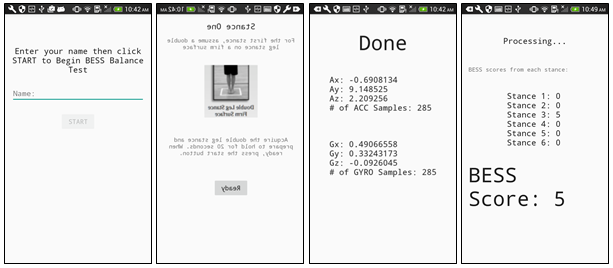 10:42 AM
Enter your name then click
START to Begin BESS Balance
Test
Name:
START
10:42 AM
Stance One
For the first stance, assume a double
leg stance on a firm surface
Double Leg Stance
Firm Surface
Acquire the double leg stance and
prepare to hold for 20 seconds. When
ready, press the start button.
Ready
10:42 AM
Done
Ax: -0.6908134
Ay: 9.148525
Az: 2.209256
# of ACC Samples: 285
Gx: 0.49066558
Gy: 0.33243173
Gz: -0.0926045
# of GYRO Samples: 285
10:49 AM
Processing...
BESS scores from each stance:
Stance 1: 0
Stance 2: 0
Stance 3: 5
Stance 4: 0
Stance 5: 0
Stance 6: 0
BESS
Score: 5